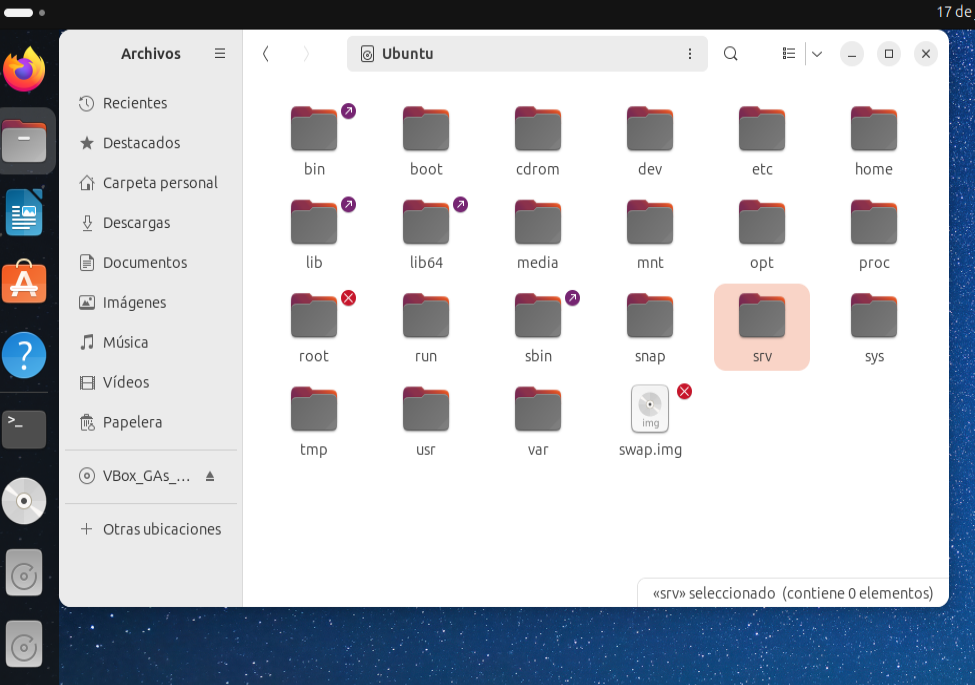 17 de
Archivos
Ubuntu
Recientes
Destacados
Carpeta personal
Descargas
Documentos
Imágenes
Música
Vídeos
Papelera
VBox_GAs_...
Otras ubicaciones
bin boot cdrom dev etc home
lib lib64 media mnt opt proc
root run sbin snap srv sys
img
tmp usr var swap.img
«srv» seleccionado (contiene 0 elementos)
>_
A
?